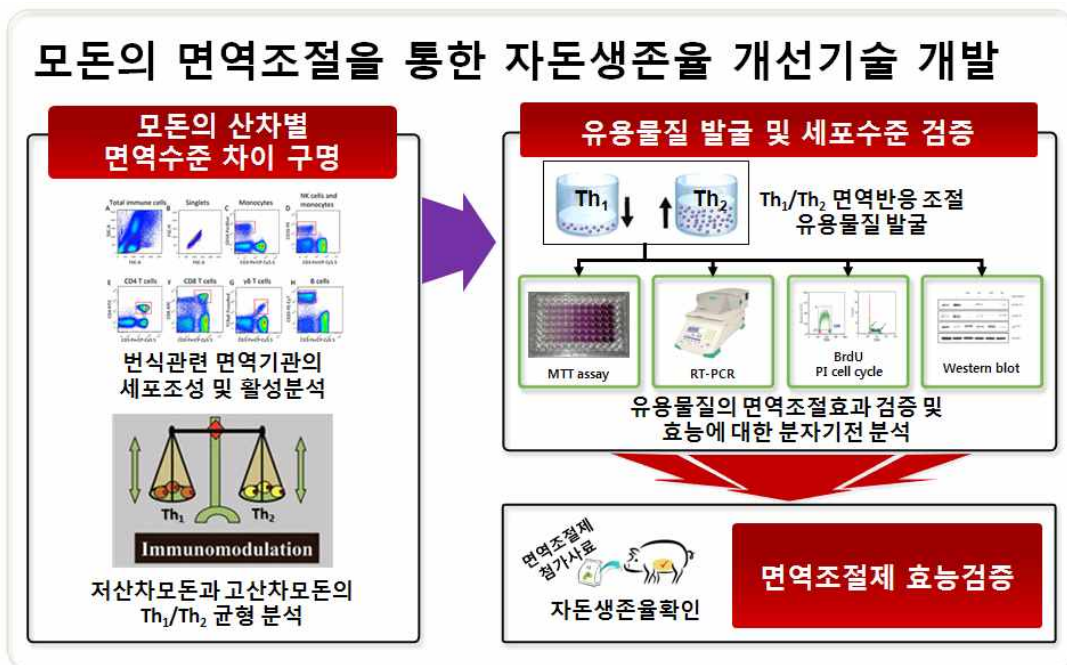 모돈의 면역조절을 통한 자돈생존율 개선기술 개발
모돈의 산차별
면역수준 차이 구명
Total immune cells
Singlets
Monocytes
NK cells and
monocytes
A
B
C
D
CD4 T cells
CD8 T cells
γδ T cells
B cells
E
F
G
H
번식관련 면역기관의
세포조성 및 활성분석
Th₁
Th₂
Immunomodulation
저산차모돈과 고산차모돈의
Th₁/Th₂ 균형 분석
유용물질 발굴 및 세포수준 검증
Th₁
Th₂
Th₁/Th₂ 면역반응 조절
유용물질 발굴
MTT assay
RT-PCR
BrdU
PI cell cycle
Western blot
유용물질의 면역조절효과 검증 및
효능에 대한 분자기전 분석
면역조절제
첨가사료
자돈생존율확인
면역조절제 효능검증